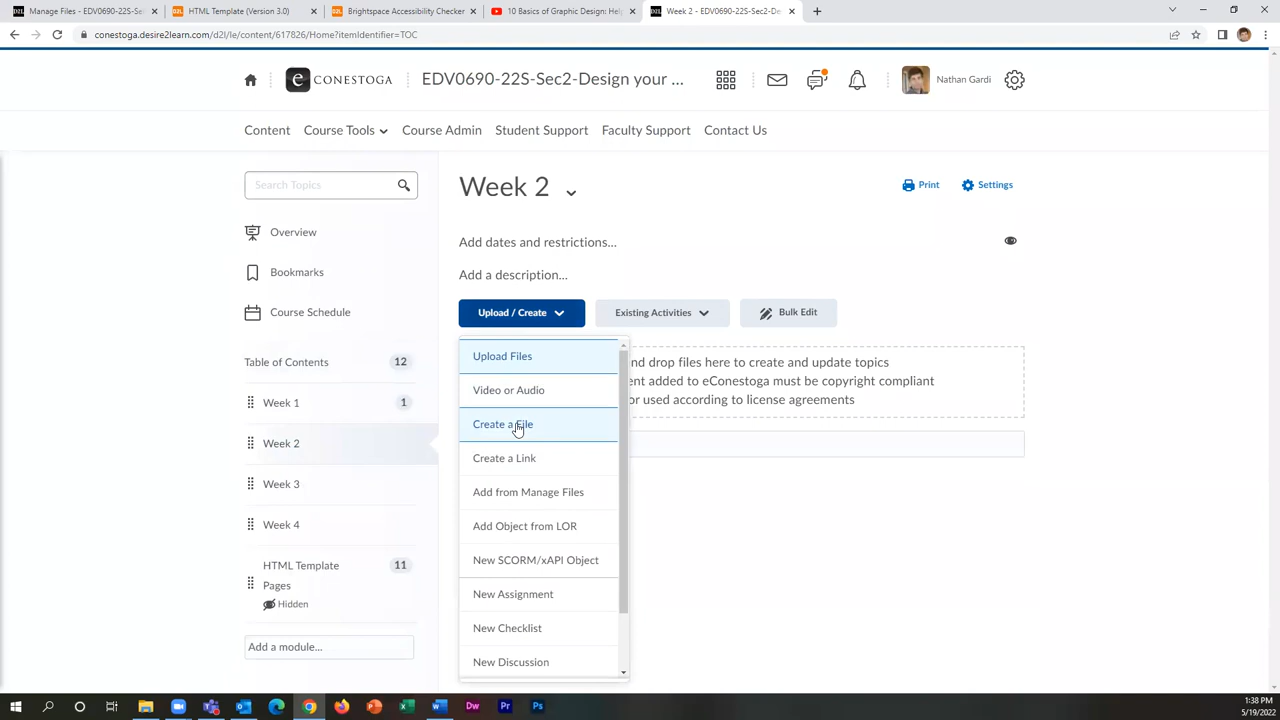 Manage Files - EDV0690-22S-Sec
HTML Template (Version 3.0)
Brightspace Accessibility Checker
10 Basics of Graphic Design: Hel
Week 2 - EDV0690-22S-Sec2-De
conestoga.desire2learn.com/d2l/le/content/617826/Home?itemIdentifier=TOC
CONESTOGA
EDV0690-22S-Sec2-Design your ...
Nathan Gardi
Content
Course Tools
Course Admin
Student Support
Faculty Support
Contact Us
Search Topics
Overview
Bookmarks
Course Schedule
Table of Contents 12
Week 1 1
Week 2
Week 3
Week 4
HTML Template 11
Pages
Hidden
Add a module...
Week 2
Print
Settings
Add dates and restrictions...
Add a description...
Upload / Create
Existing Activities
Bulk Edit
nd drop files here to create and update topics
ent added to eConestoga must be copyright compliant
or used according to license agreements
Upload Files
Video or Audio
Create a File
Create a Link
Add from Manage Files
Add Object from LOR
New SCORM/xAPI Object
New Assignment
New Checklist
New Discussion
1:38 PM
5/19/2022